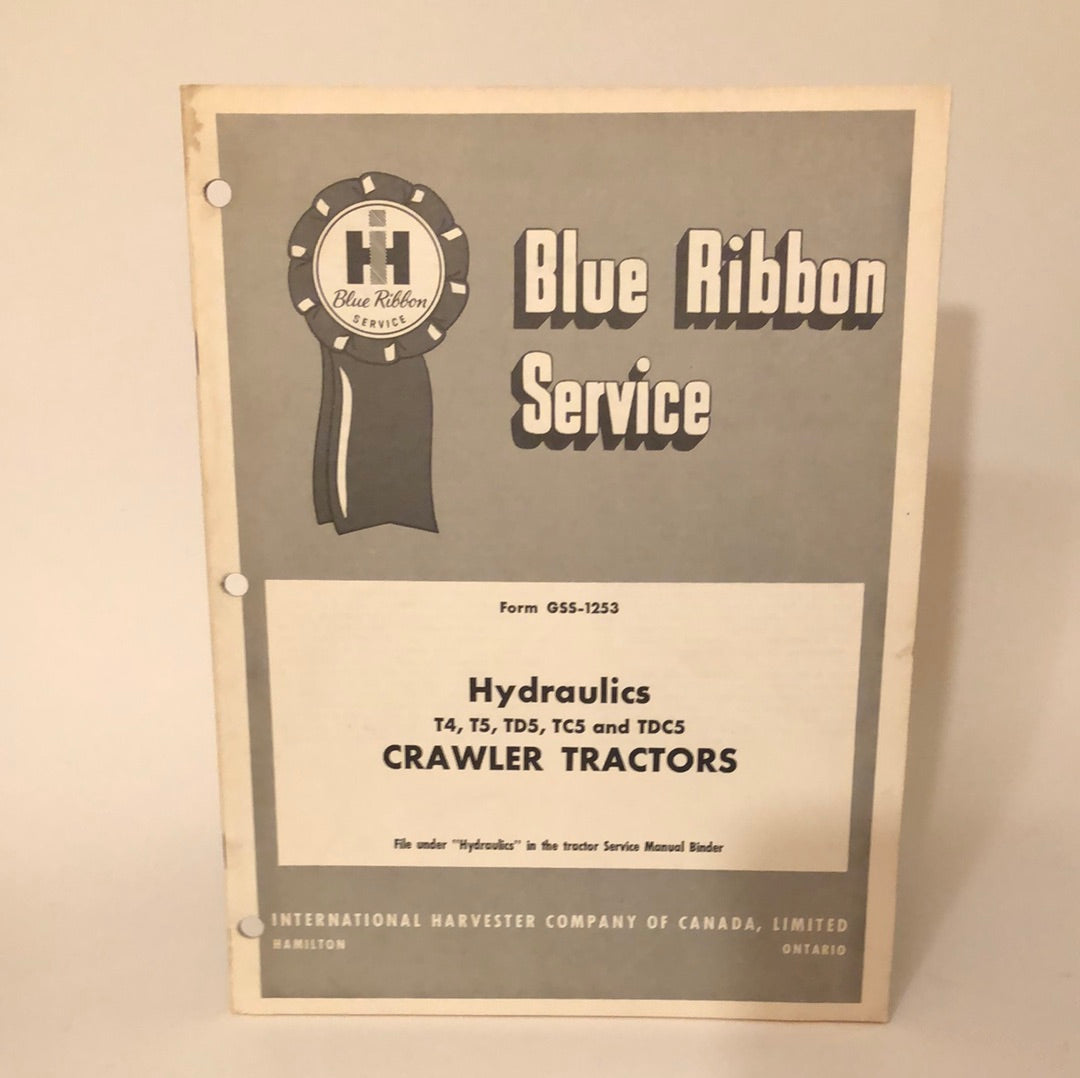 IH
Blue Ribbon
SERVICE
Blue Ribbon
Service
Form GSS-1253
Hydraulics
T4, T5, TD5, TC5 and TDC5
CRAWLER TRACTORS
File under "Hydraulics" in the tractor Service Manual Binder
INTERNATIONAL HARVESTER COMPANY OF CANADA, LIMITED
HAMILTON ONTARIO